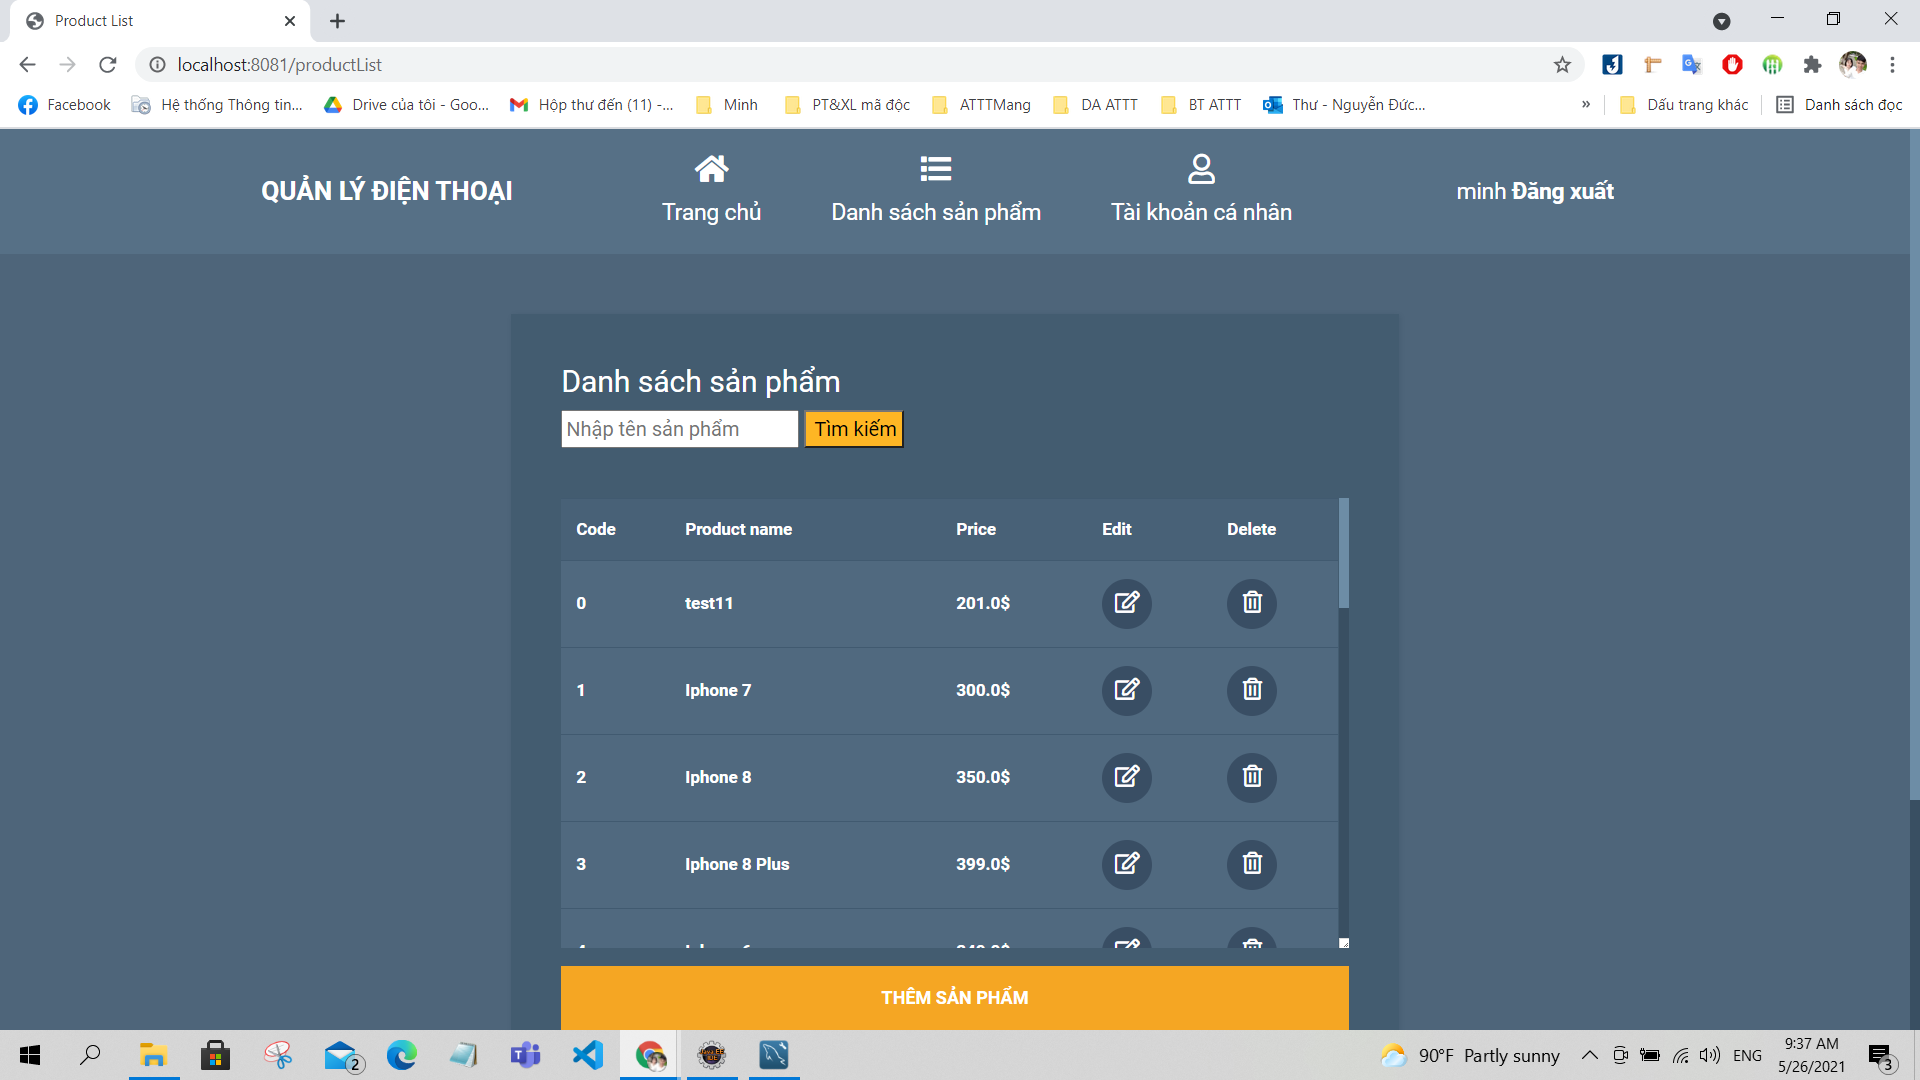 Product List
localhost:8081/productList
Facebook Hệ thống Thông tin... Drive của tôi - Goo... Hộp thư đến (11) -... Minh PT&XL mã độc ATTTMang DA ATTT BT ATTT Thư - Nguyễn Đức... » Dấu trang khác Danh sách đọc
QUẢN LÝ ĐIỆN THOẠI
Trang chủ
Danh sách sản phẩm
Tài khoản cá nhân
minh Đăng xuất
Danh sách sản phẩm
Nhập tên sản phẩm Tìm kiếm
Code Product name Price Edit Delete
0 test11 201.0$
1 Iphone 7 300.0$
2 Iphone 8 350.0$
3 Iphone 8 Plus 399.0$
THÊM SẢN PHẨM
2
90°F Partly sunny ENG
9:37 AM
5/26/2021
3